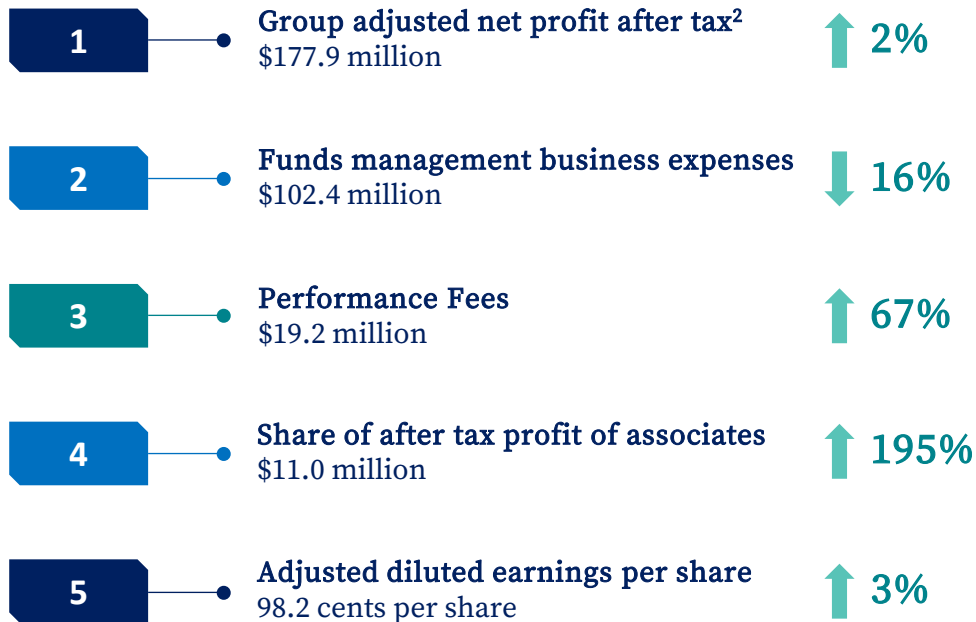 1
Group adjusted net profit after tax²
$177.9 million
2%
2
Funds management business expenses
$102.4 million
16%
3
Performance Fees
$19.2 million
67%
4
Share of after tax profit of associates
$11.0 million
195%
5
Adjusted diluted earnings per share
98.2 cents per share
3%